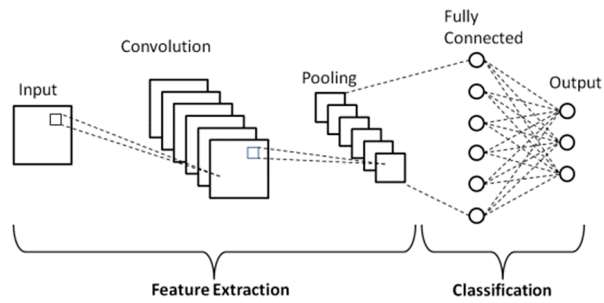 Input
Convolution
Pooling
Fully
Connected
Output
Feature Extraction
Classification